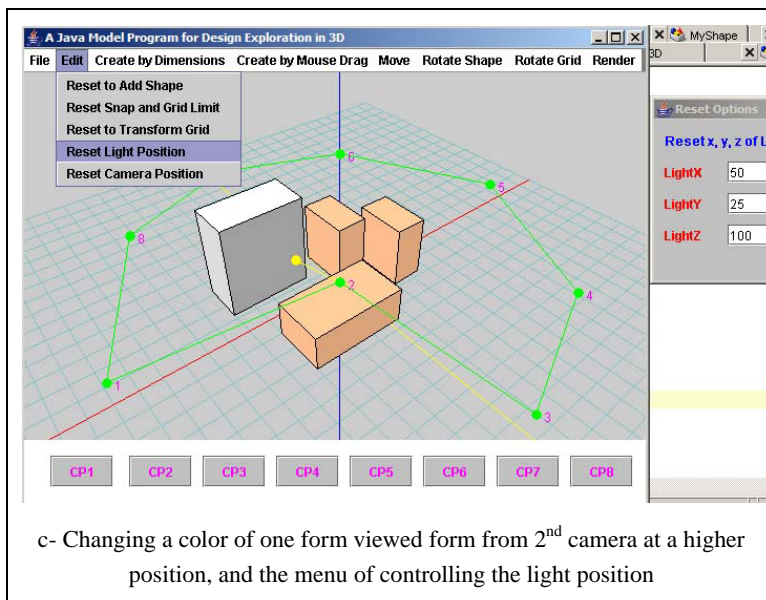 A Java Model Program for Design Exploration in 3D
File Edit Create by Dimensions Create by Mouse Drag Move Rotate Shape Rotate Grid Render
Reset to Add Shape
Reset Snap and Grid Limit
Reset to Transform Grid
Reset Light Position
Reset Camera Position
MyShape
3D
Reset Options
Reset x, y, z of L
LightX 50
LightY 25
LightZ 100
6
5
8
4
2
1
3
CP1 CP2 CP3 CP4 CP5 CP6 CP7 CP8
c- Changing a color of one form viewed form from 2nd camera at a higher
position, and the menu of controlling the light position